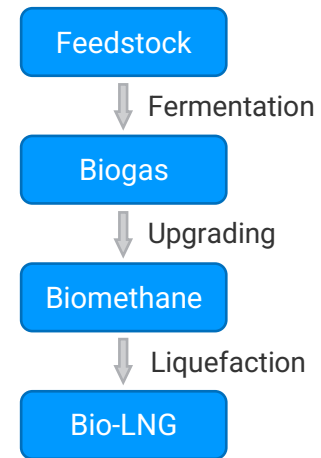 Feedstock
Fermentation
Biogas
Upgrading
Biomethane
Liquefaction
Bio-LNG